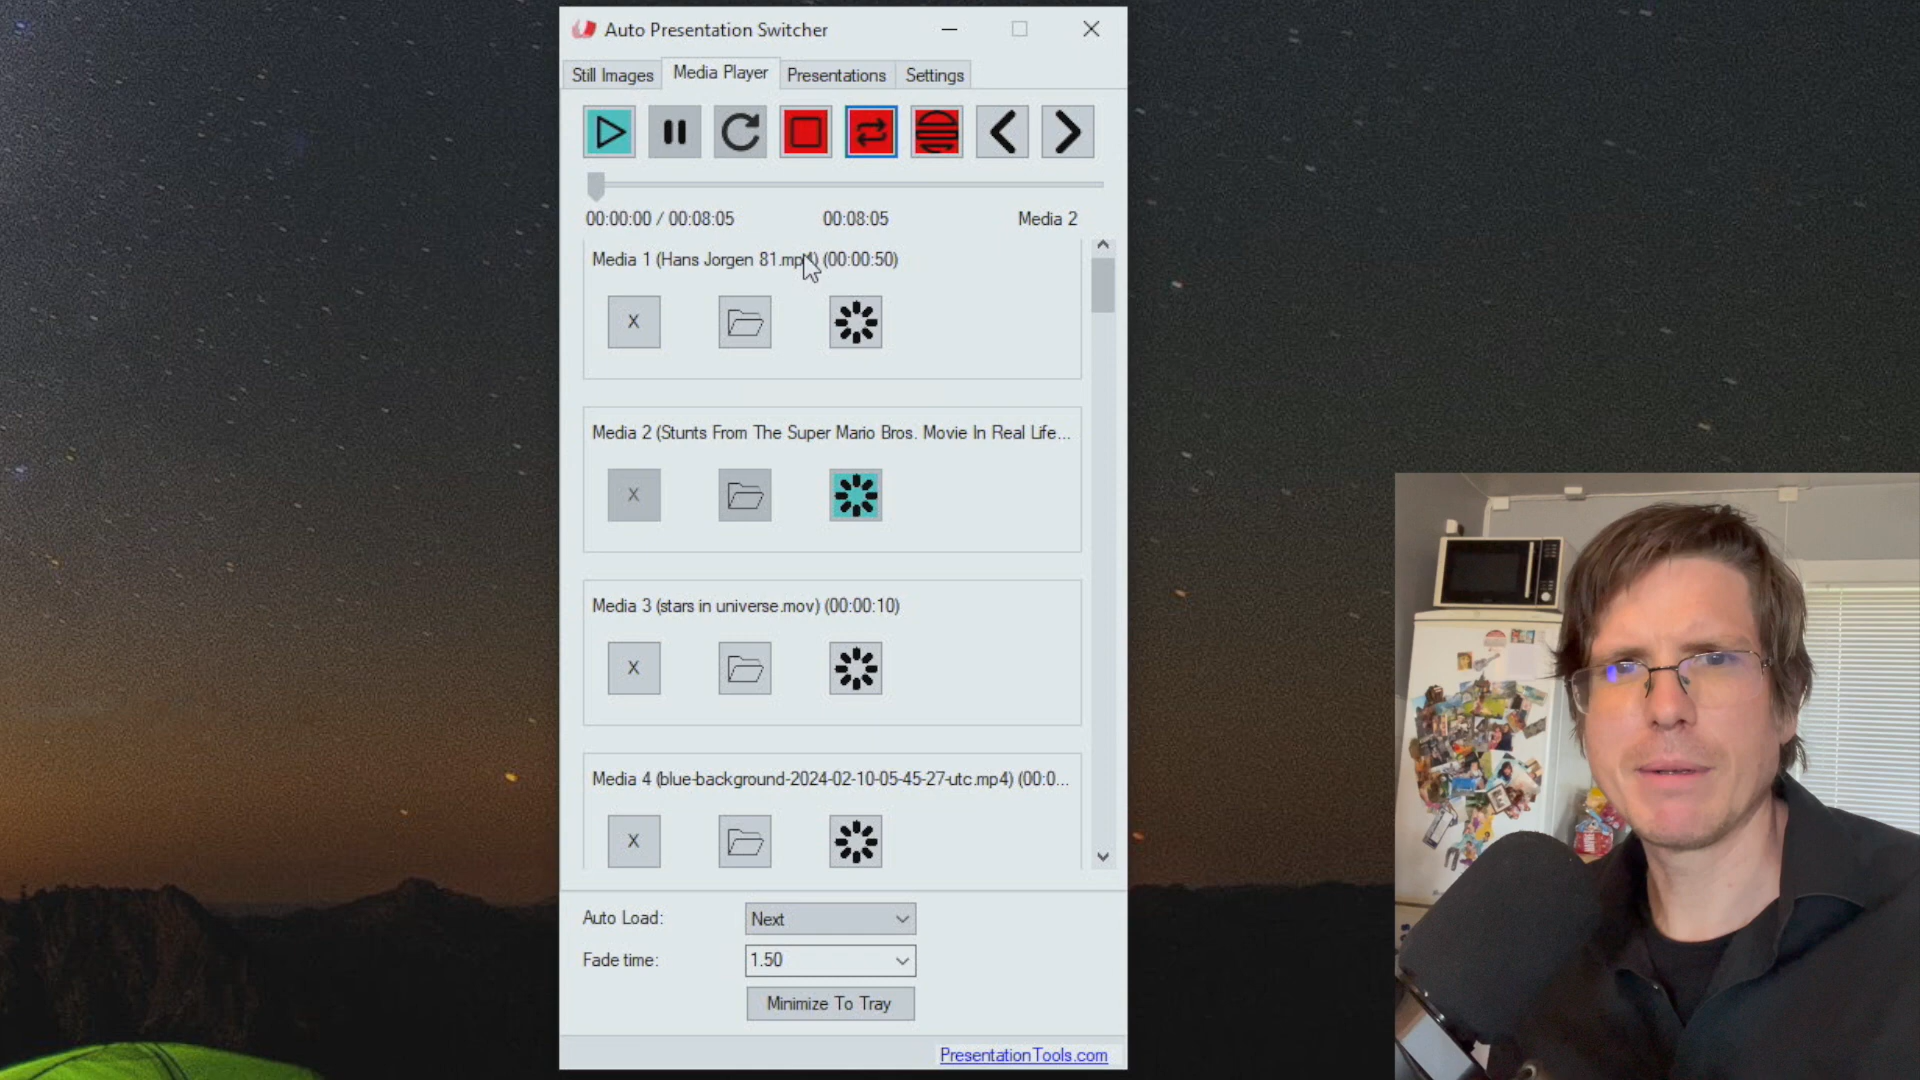 Auto Presentation Switcher
Still Images Media Player Presentations Settings
00:00:00 / 00:08:05 00:08:05 Media 2
Media 1 (Hans Jorgen 81.mp4) (00:00:50)
X
Media 2 (Stunts From The Super Mario Bros. Movie In Real Life...
X
Media 3 (stars in universe.mov) (00:00:10)
X
Media 4 (blue-background-2024-02-10-05-45-27-utc.mp4) (00:0...
X
Auto Load: Next
Fade time: 1.50
Minimize To Tray
PresentationTools.com